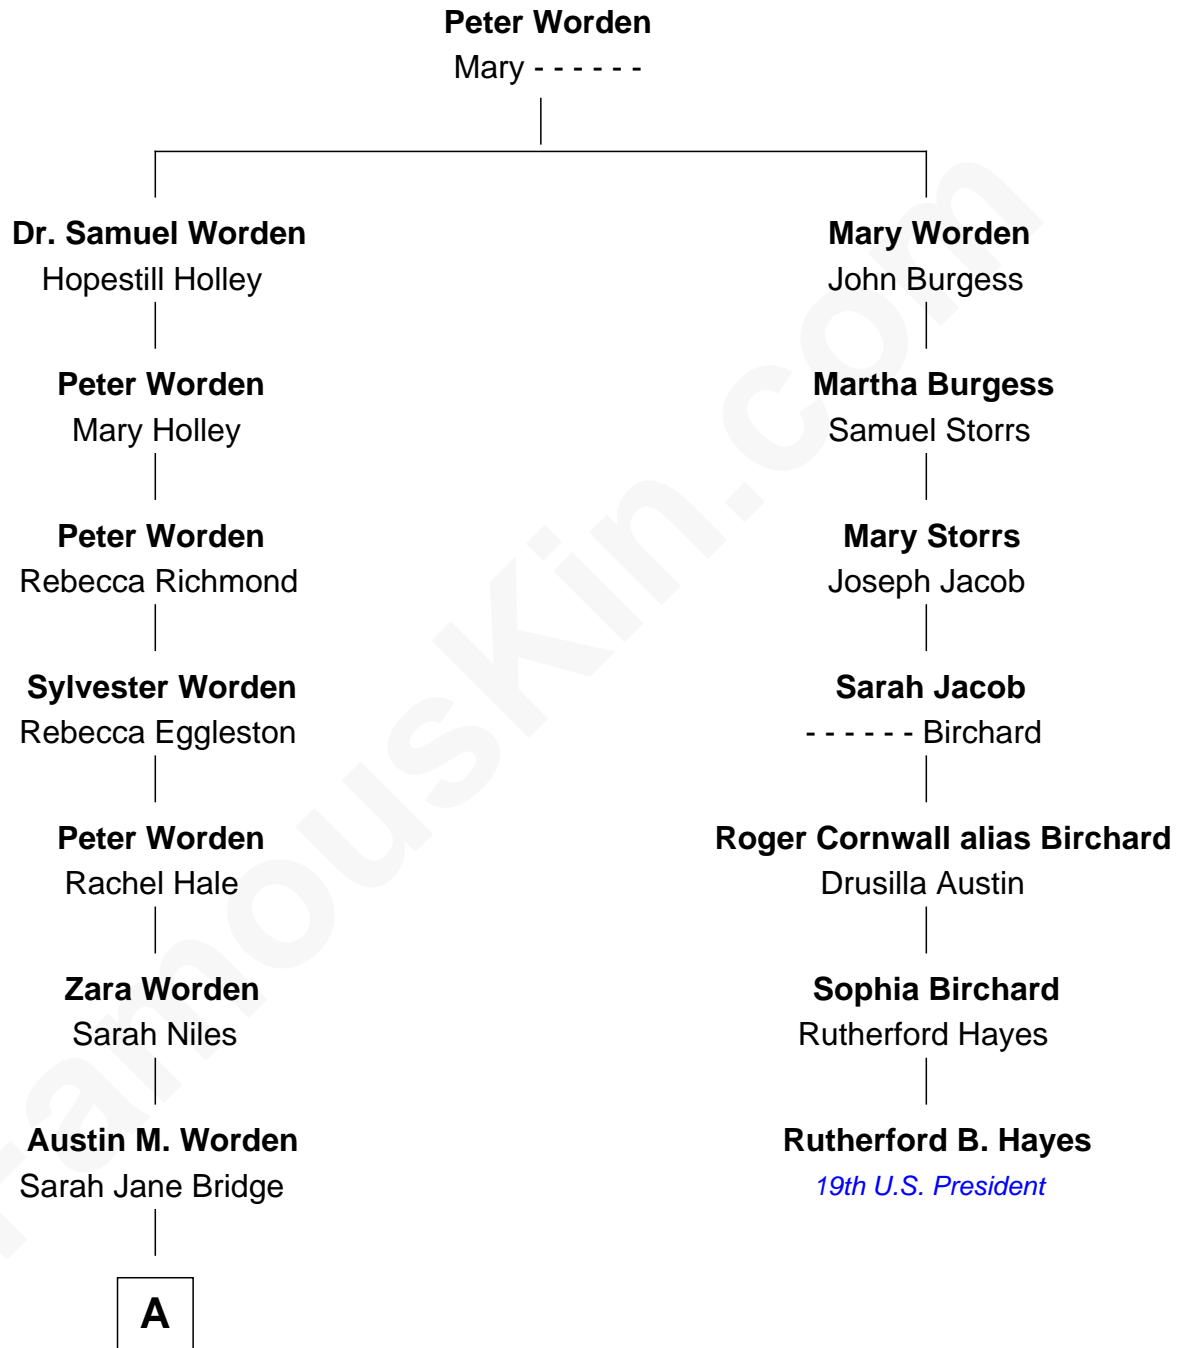 Peter Worden
Mary - - - - - -
Dr. Samuel Worden
Hopestill Holley
Mary Worden
John Burgess
Peter Worden
Mary Holley
Martha Burgess
Samuel Storrs
Peter Worden
Rebecca Richmond
Mary Storrs
Joseph Jacob
Sylvester Worden
Rebecca Eggleston
Sarah Jacob
- - - - - - Birchard
Peter Worden
Rachel Hale
Roger Cornwall alias Birchard
Drusilla Austin
Zara Worden
Sarah Niles
Sophia Birchard
Rutherford Hayes
Austin M. Worden
Sarah Jane Bridge
Rutherford B. Hayes
19th U.S. President
A
FamousKin.com